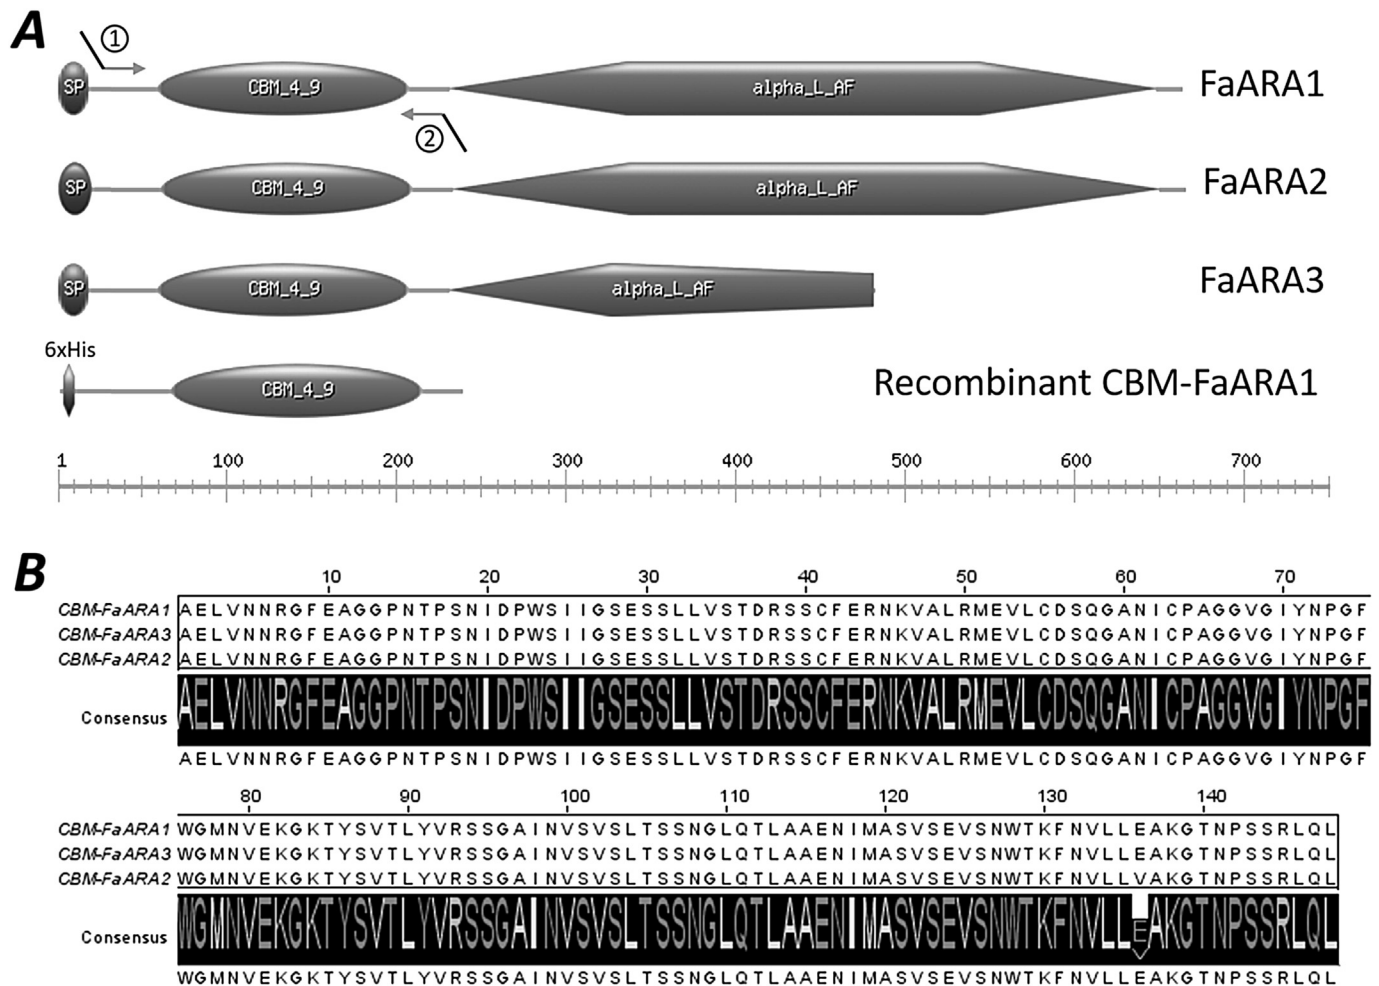 A
①
SP CBM_4_9 alpha_L_AF FaARA1
②
SP CBM_4_9 alpha_L_AF FaARA2
SP CBM_4_9 alpha_L_AF FaARA3
6xHis
CBM_4_9 Recombinant CBM-FaARA1
1 100 200 300 400 500 600 700
B
10 20 30 40 50 60 70
CBM-FaARA1 AELVNNRGFEAGGPNTPSNIDPWSIIGSESSLLVSTDRSSCFERNKVALRMEVLCDSQGANICPAGGVGIYNPGF
CBM-FaARA3 AELVNNRGFEAGGPNTPSNIDPWSIIGSESSLLVSTDRSSCFERNKVALRMEVLCDSQGANICPAGGVGIYNPGF
CBM-FaARA2 AELVNNRGFEAGGPNTPSNIDPWSIIGSESSLLVSTDRSSCFERNKVALRMEVLCDSQGANICPAGGVGIYNPGF
Consensus AELVNNRGFEAGGPNTPSNIDPWSIIGSESSLLVSTDRSSCFERNKVALRMEVLCDSQGANICPAGGVGIYNPGF
AELVNNRGFEAGGPNTPSNIDPWSIIGSESSLLVSTDRSSCFERNKVALRMEVLCDSQGANICPAGGVGIYNPGF
80 90 100 110 120 130 140
CBM-FaARA1 WGMNVEKGKTYSVTLYVRSSGAINVSVSLTSSNGLQTLAAENIMASVSEVSNWTKFNVLLEAKGTNPSSRLQL
CBM-FaARA3 WGMNVEKGKTYSVTLYVRSSGAINVSVSLTSSNGLQTLAAENIMASVSEVSNWTKFNVLLEAKGTNPSSRLQL
CBM-FaARA2 WGMNVEKGKTYSVTLYVRSSGAINVSVSLTSSNGLQTLAAENIMASVSEVSNWTKFNVLLVAKGTNPSSRLQL
Consensus WGMNVEKGKTYSVTLYVRSSGAINVSVSLTSSNGLQTLAAENIMASVSEVSNWTKFNVLLEAKGTNPSSRLQL
WGMNVEKGKTYSVTLYVRSSGAINVSVSLTSSNGLQTLAAENIMASVSEVSNWTKFNVLLEAKGTNPSSRLQL